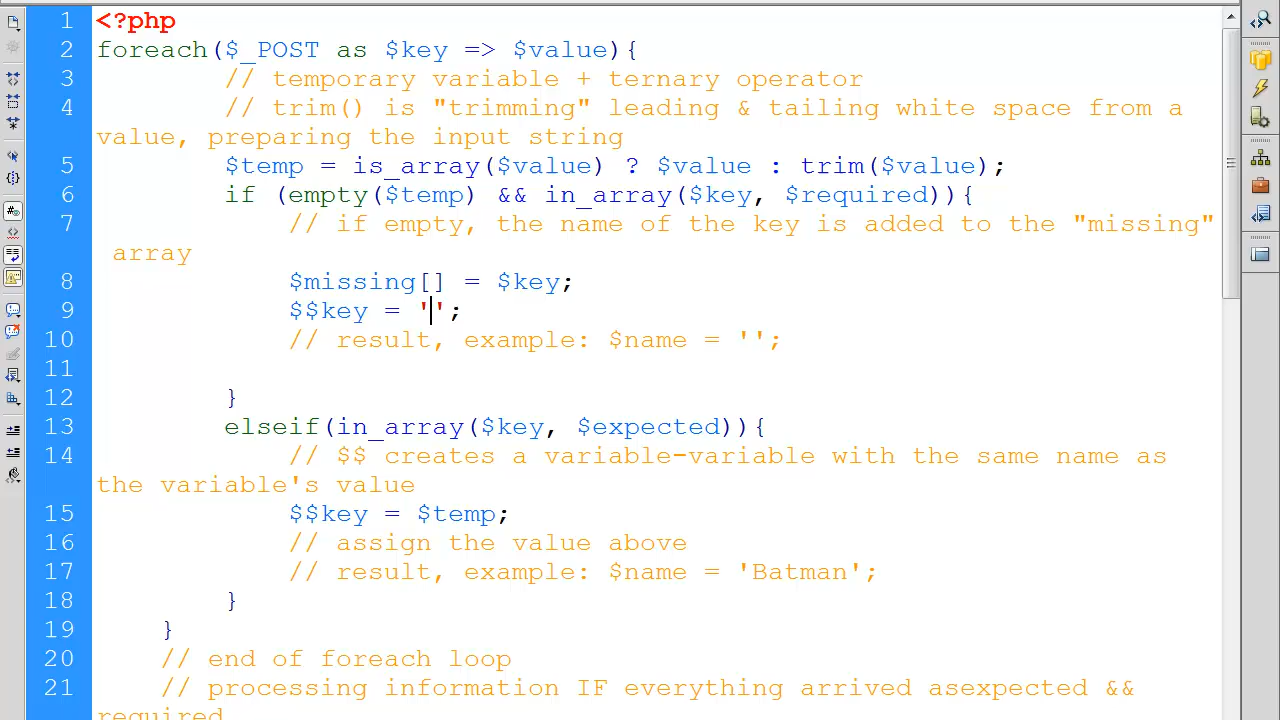 1 <?php
2 foreach($_POST as $key => $value){
3 // temporary variable + ternary operator
4 // trim() is "trimming" leading & tailing white space from a
value, preparing the input string
5 $temp = is_array($value) ? $value : trim($value);
6 if (empty($temp) && in_array($key, $required)){
7 // if empty, the name of the key is added to the "missing"
array
8 $missing[] = $key;
9 $$key = '';
10 // result, example: $name = '';
11
12 }
13 elseif(in_array($key, $expected)){
14 // $$ creates a variable-variable with the same name as
the variable's value
15 $$key = $temp;
16 // assign the value above
17 // result, example: $name = 'Batman';
18 }
19 }
20 // end of foreach loop
21 // processing information IF everything arrived asexpected &&
required